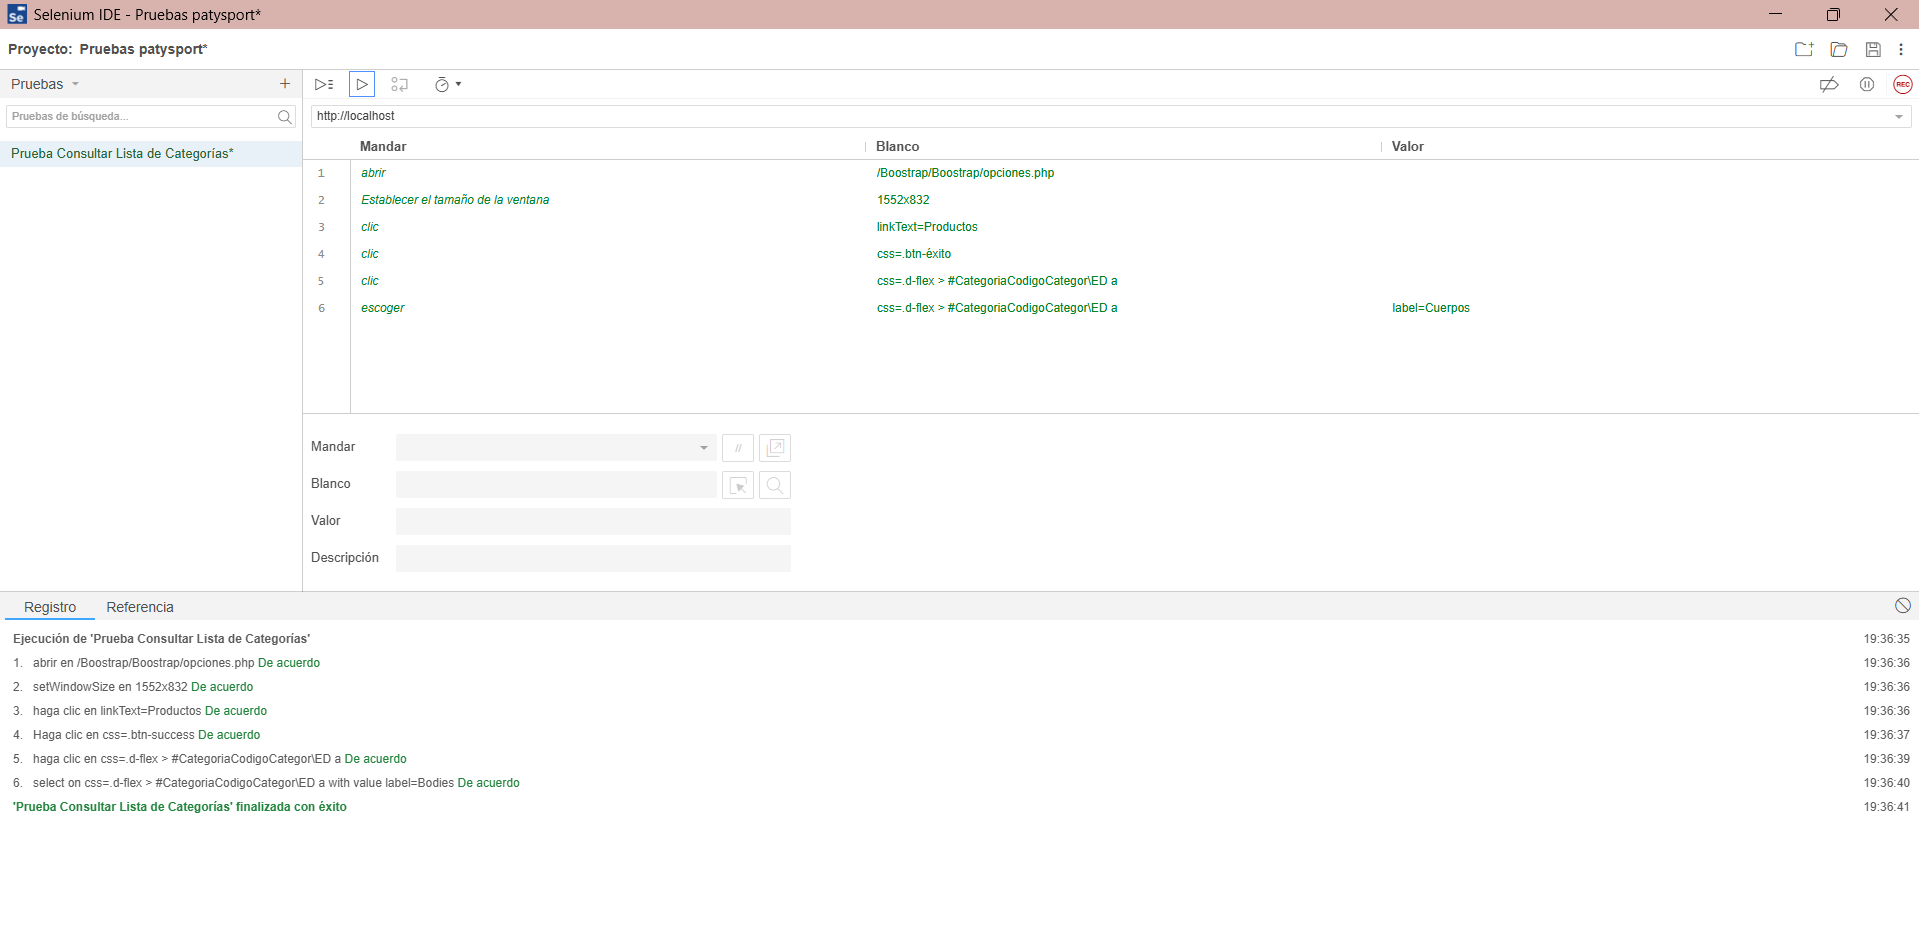 Selenium IDE - Pruebas patysport*
Proyecto: Pruebas patysport*
Pruebas
Pruebas de búsqueda...
Prueba Consultar Lista de Categorías*
REC
http://localhost
Mandar Blanco Valor
1 abrir /Boostrap/Boostrap/opciones.php
2 Establecer el tamaño de la ventana 1552x832
3 clic linkText=Productos
4 clic css=.btn-éxito
5 clic css=.d-flex > #CategoriaCodigoCategor\ED a
6 escoger css=.d-flex > #CategoriaCodigoCategor\ED a label=Cuerpos
Mandar //
Blanco
Valor
Descripción
Registro Referencia
Ejecución de 'Prueba Consultar Lista de Categorías' 19:36:35
1. abrir en /Boostrap/Boostrap/opciones.php De acuerdo 19:36:36
2. setWindowSize en 1552x832 De acuerdo 19:36:36
3. haga clic en linkText=Productos De acuerdo 19:36:36
4. Haga clic en css=.btn-success De acuerdo 19:36:37
5. haga clic en css=.d-flex > #CategoriaCodigoCategor\ED a De acuerdo 19:36:39
6. select on css=.d-flex > #CategoriaCodigoCategor\ED a with value label=Bodies De acuerdo 19:36:40
'Prueba Consultar Lista de Categorías' finalizada con éxito 19:36:41